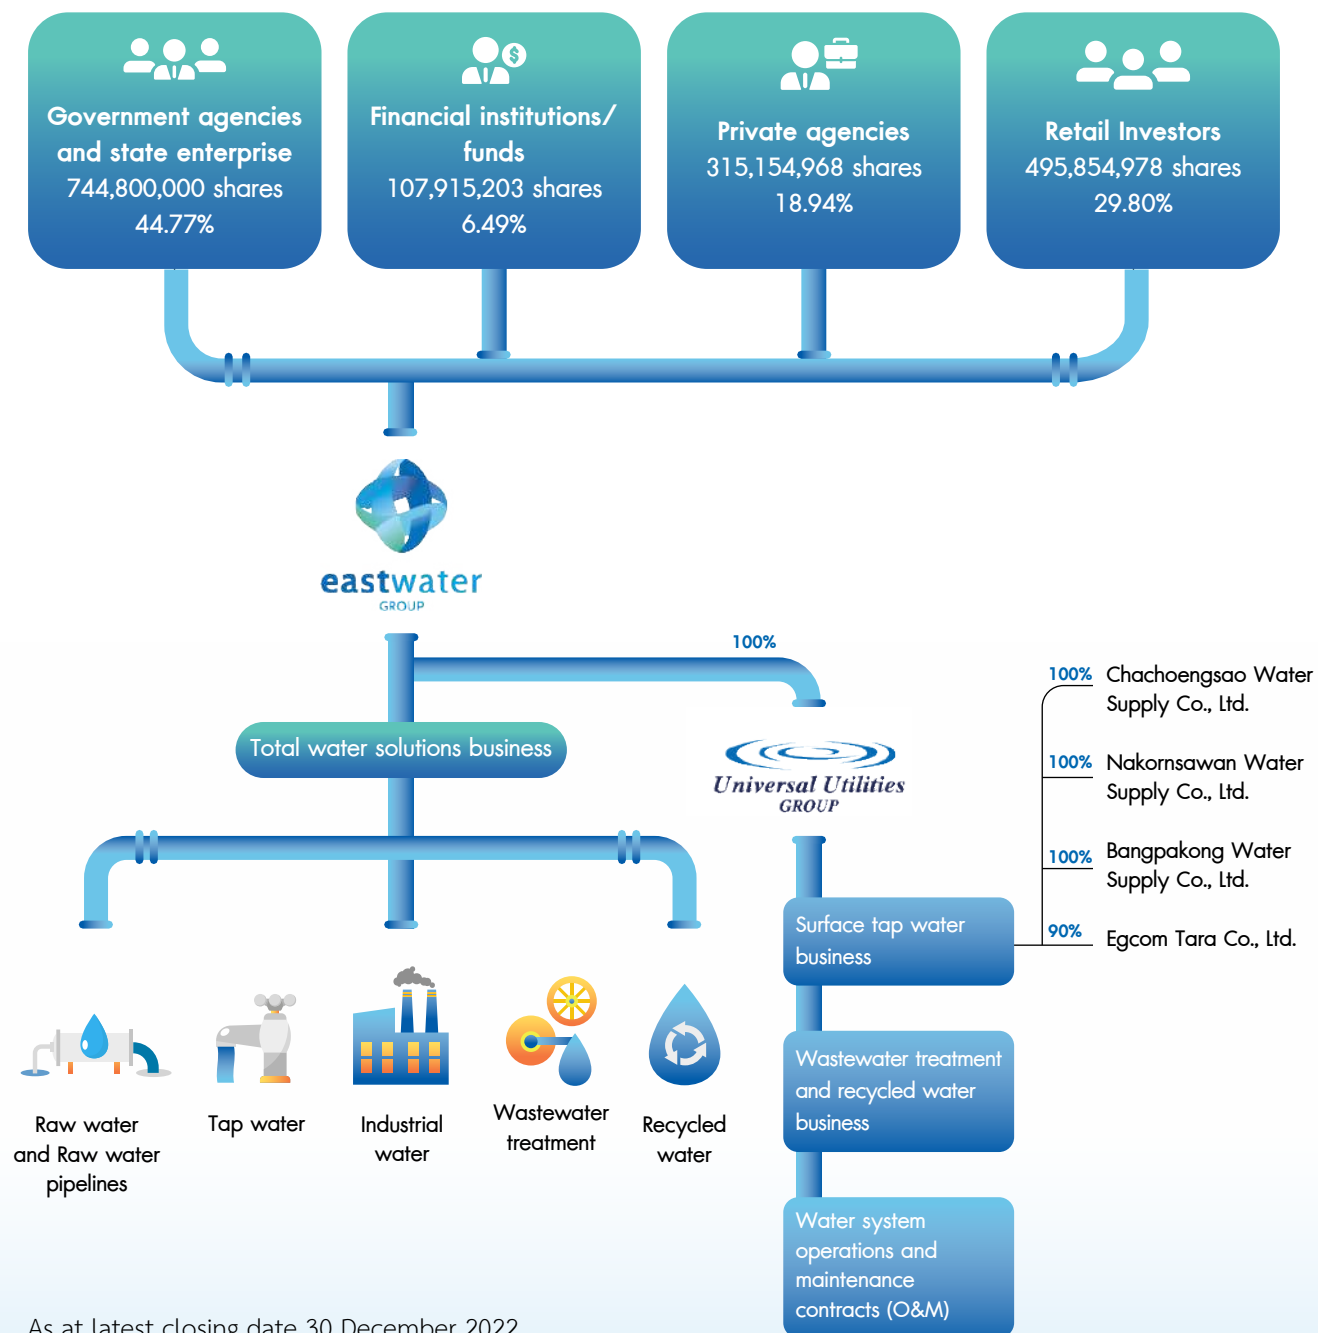 Government agencies
and state enterprise
744,800,000 shares
44.77%
Financial institutions/
funds
107,915,203 shares
6.49%
Private agencies
315,154,968 shares
18.94%
Retail Investors
495,854,978 shares
29.80%
$
eastwater
GROUP
100%
Total water solutions business
Universal Utilities
GROUP
100% Chachoengsao Water
Supply Co., Ltd.
100% Nakornsawan Water
Supply Co., Ltd.
100% Bangpakong Water
Supply Co., Ltd.
90% Egcom Tara Co., Ltd.
Surface tap water
business
Wastewater treatment
and recycled water
business
Water system
operations and
maintenance
contracts (O&M)
Raw water
and Raw water
pipelines
Tap water
Industrial
water
Wastewater
treatment
Recycled
water
As at latest closing date 30 December 2022